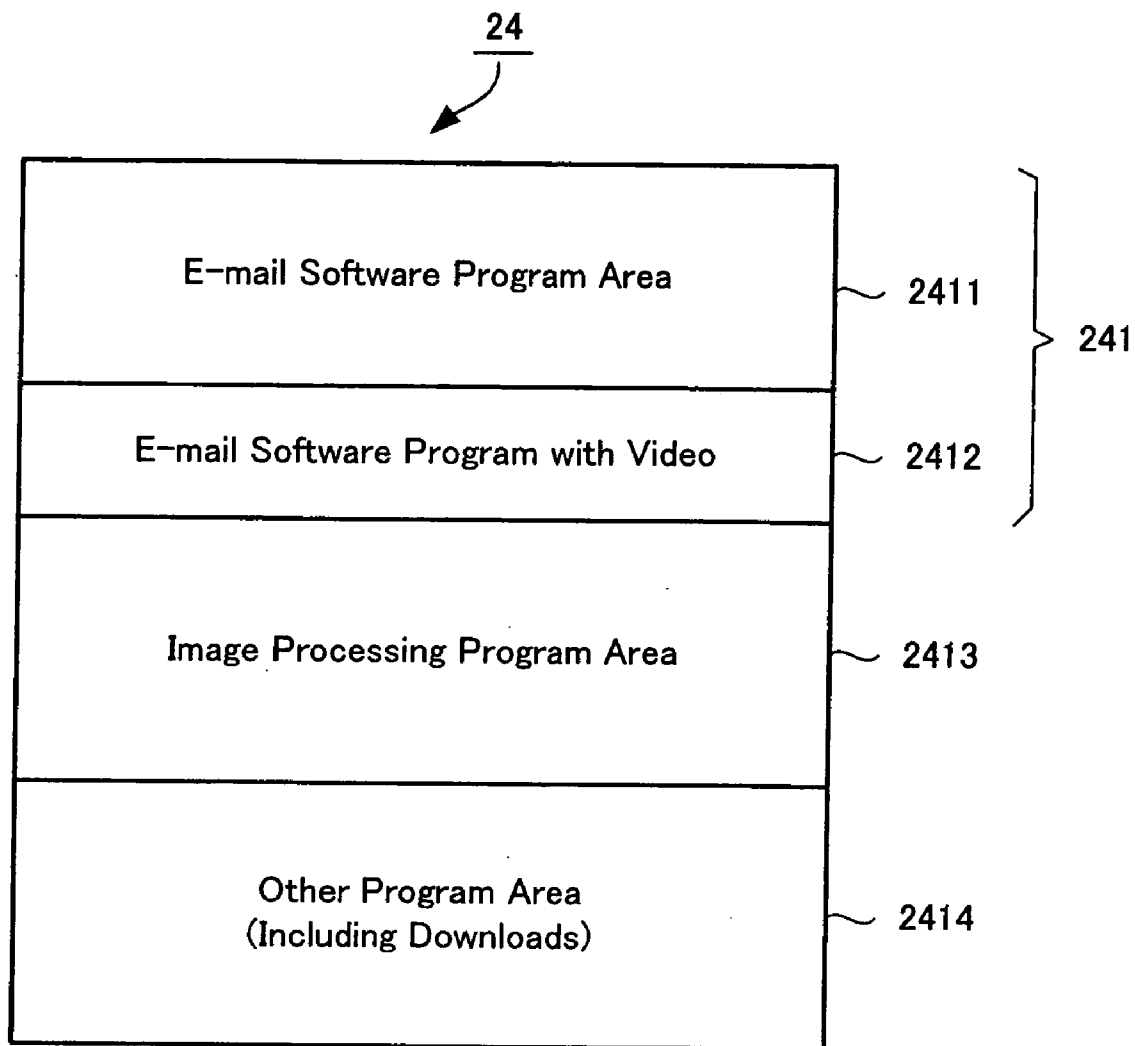 24
E-mail Software Program Area
2411
241
E-mail Software Program with Video
2412
Image Processing Program Area
2413
Other Program Area
(Including Downloads)
2414